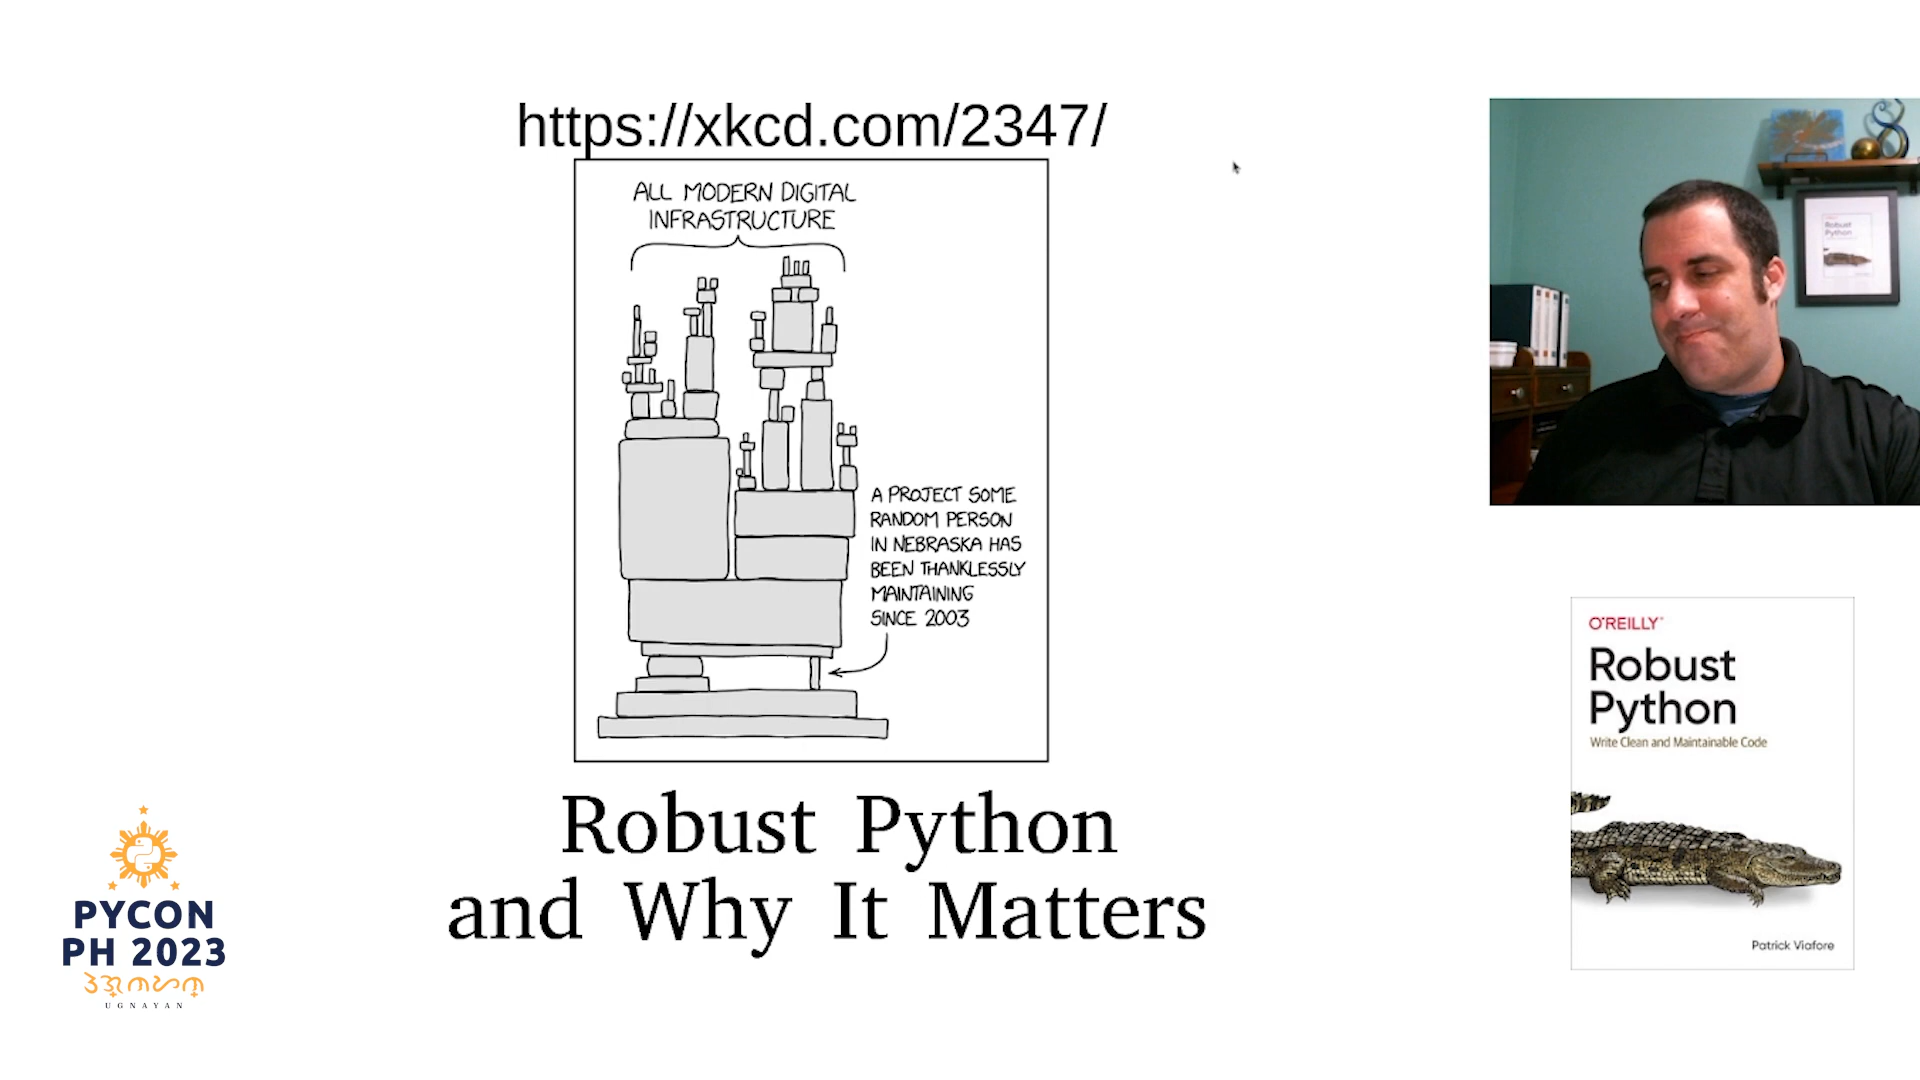 https://xkcd.com/2347/
ALL MODERN DIGITAL
INFRASTRUCTURE
A PROJECT SOME
RANDOM PERSON
IN NEBRASKA HAS
BEEN THANKLESSLY
MAINTAINING
SINCE 2003
Robust Python
and Why It Matters
PYCON
PH 2023
UGNAYAN
Robust
Python
O'REILLY
Robust
Python
Write Clean and Maintainable Code
Patrick Viafore